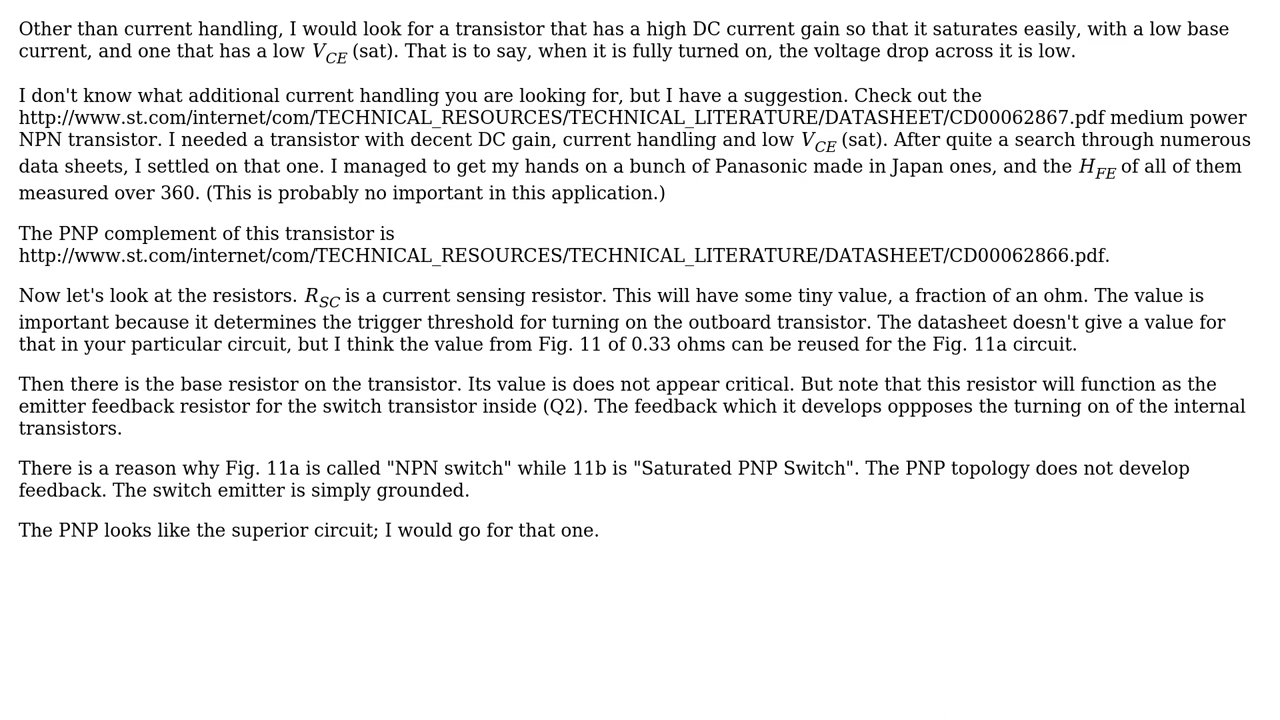 Other than current handling, I would look for a transistor that has a high DC current gain so that it saturates easily, with a low base
current, and one that has a low V_CE (sat). That is to say, when it is fully turned on, the voltage drop across it is low.
I don't know what additional current handling you are looking for, but I have a suggestion. Check out the
http://www.st.com/internet/com/TECHNICAL_RESOURCES/TECHNICAL_LITERATURE/DATASHEET/CD00062867.pdf medium power
NPN transistor. I needed a transistor with decent DC gain, current handling and low V_CE (sat). After quite a search through numerous
data sheets, I settled on that one. I managed to get my hands on a bunch of Panasonic made in Japan ones, and the H_FE of all of them
measured over 360. (This is probably no important in this application.)
The PNP complement of this transistor is
http://www.st.com/internet/com/TECHNICAL_RESOURCES/TECHNICAL_LITERATURE/DATASHEET/CD00062866.pdf.
Now let's look at the resistors. R_SC is a current sensing resistor. This will have some tiny value, a fraction of an ohm. The value is
important because it determines the trigger threshold for turning on the outboard transistor. The datasheet doesn't give a value for
that in your particular circuit, but I think the value from Fig. 11 of 0.33 ohms can be reused for the Fig. 11a circuit.
Then there is the base resistor on the transistor. Its value is does not appear critical. But note that this resistor will function as the
emitter feedback resistor for the switch transistor inside (Q2). The feedback which it develops oppposes the turning on of the internal
transistors.
There is a reason why Fig. 11a is called "NPN switch" while 11b is "Saturated PNP Switch". The PNP topology does not develop
feedback. The switch emitter is simply grounded.
The PNP looks like the superior circuit; I would go for that one.